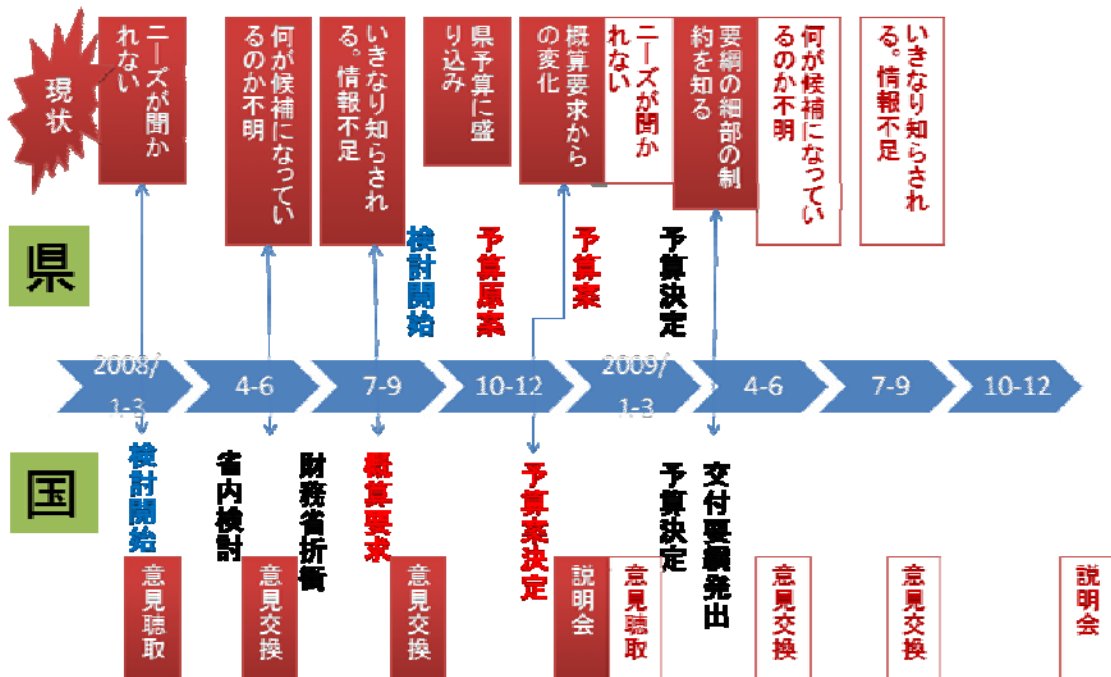 現
状
ニーズが聞か
れない
何が候補になってい
るのか不明
いきなり知らされ
る。情報不足
県予算に盛
り込み
概算要求から
の変化
ニーズが聞か
れない
要綱の細部の制
約を知る
何が候補になってい
るのか不明
いきなり知らされ
る。情報不足
県
検討開始
予算原案
予算案
予算決定
2008/
1-3
4-6
7-9
10-12
2009/
1-3
4-6
7-9
10-12
国
検討開始
省内検討
財務省折衝
概算要求
予算案決定
予算決定
交付要綱発出
意見聴取
意見交換
意見交換
説明会
意見聴取
意見交換
意見交換
説明会